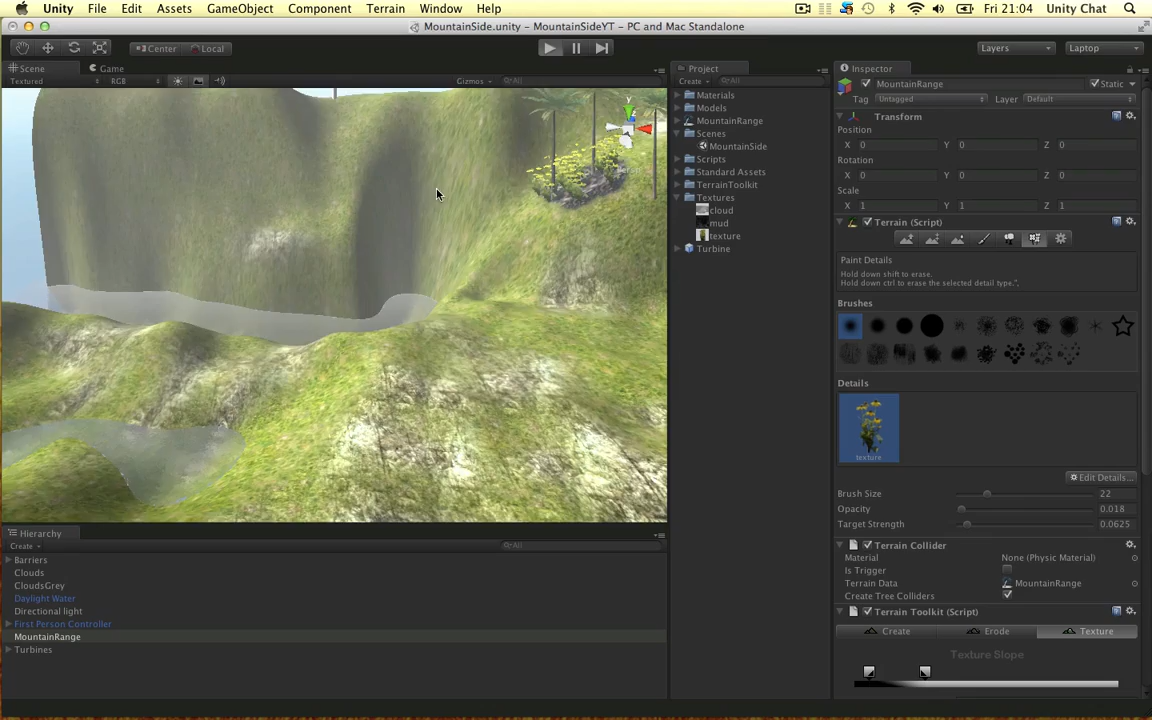 Unity File Edit Assets GameObject Component Terrain Window Help Fri 21:04 Unity Chat
MountainSide.unity – MountainSideYT – PC and Mac Standalone
Center Local Layers Laptop
Scene Game
Textured RGB Gizmos All
Project
Create All
Materials
Models
MountainRange
Scenes
MountainSide
Scripts
Standard Assets
TerrainToolkit
Textures
cloud
mud
texture
Turbine
y
Persp
Hierarchy
Create All
Barriers
Clouds
CloudsGrey
Daylight Water
Directional light
First Person Controller
MountainRange
Turbines
Inspector
MountainRange Static
Tag Untagged Layer Default
Transform
Position
X 0 Y 0 Z 0
Rotation
X 0 Y 0 Z 0
Scale
X 1 Y 1 Z 1
Terrain (Script)
Paint Details
Hold down shift to erase.
Hold down ctrl to erase the selected detail type.",
Brushes
Details
texture
Edit Details...
Brush Size 22
Opacity 0.018
Target Strength 0.0625
Terrain Collider
Material None (Physic Material)
Is Trigger
Terrain Data MountainRange
Create Tree Colliders
Terrain Toolkit (Script)
Create Erode Texture
Texture Slope